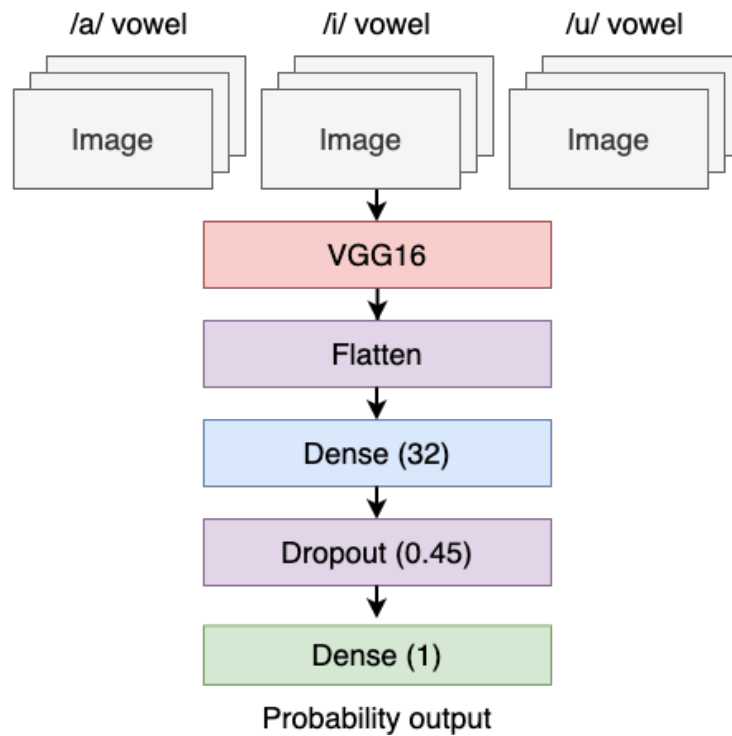 /a/ vowel /i/ vowel /u/ vowel
Image Image Image
VGG16
Flatten
Dense (32)
Dropout (0.45)
Dense (1)
Probability output